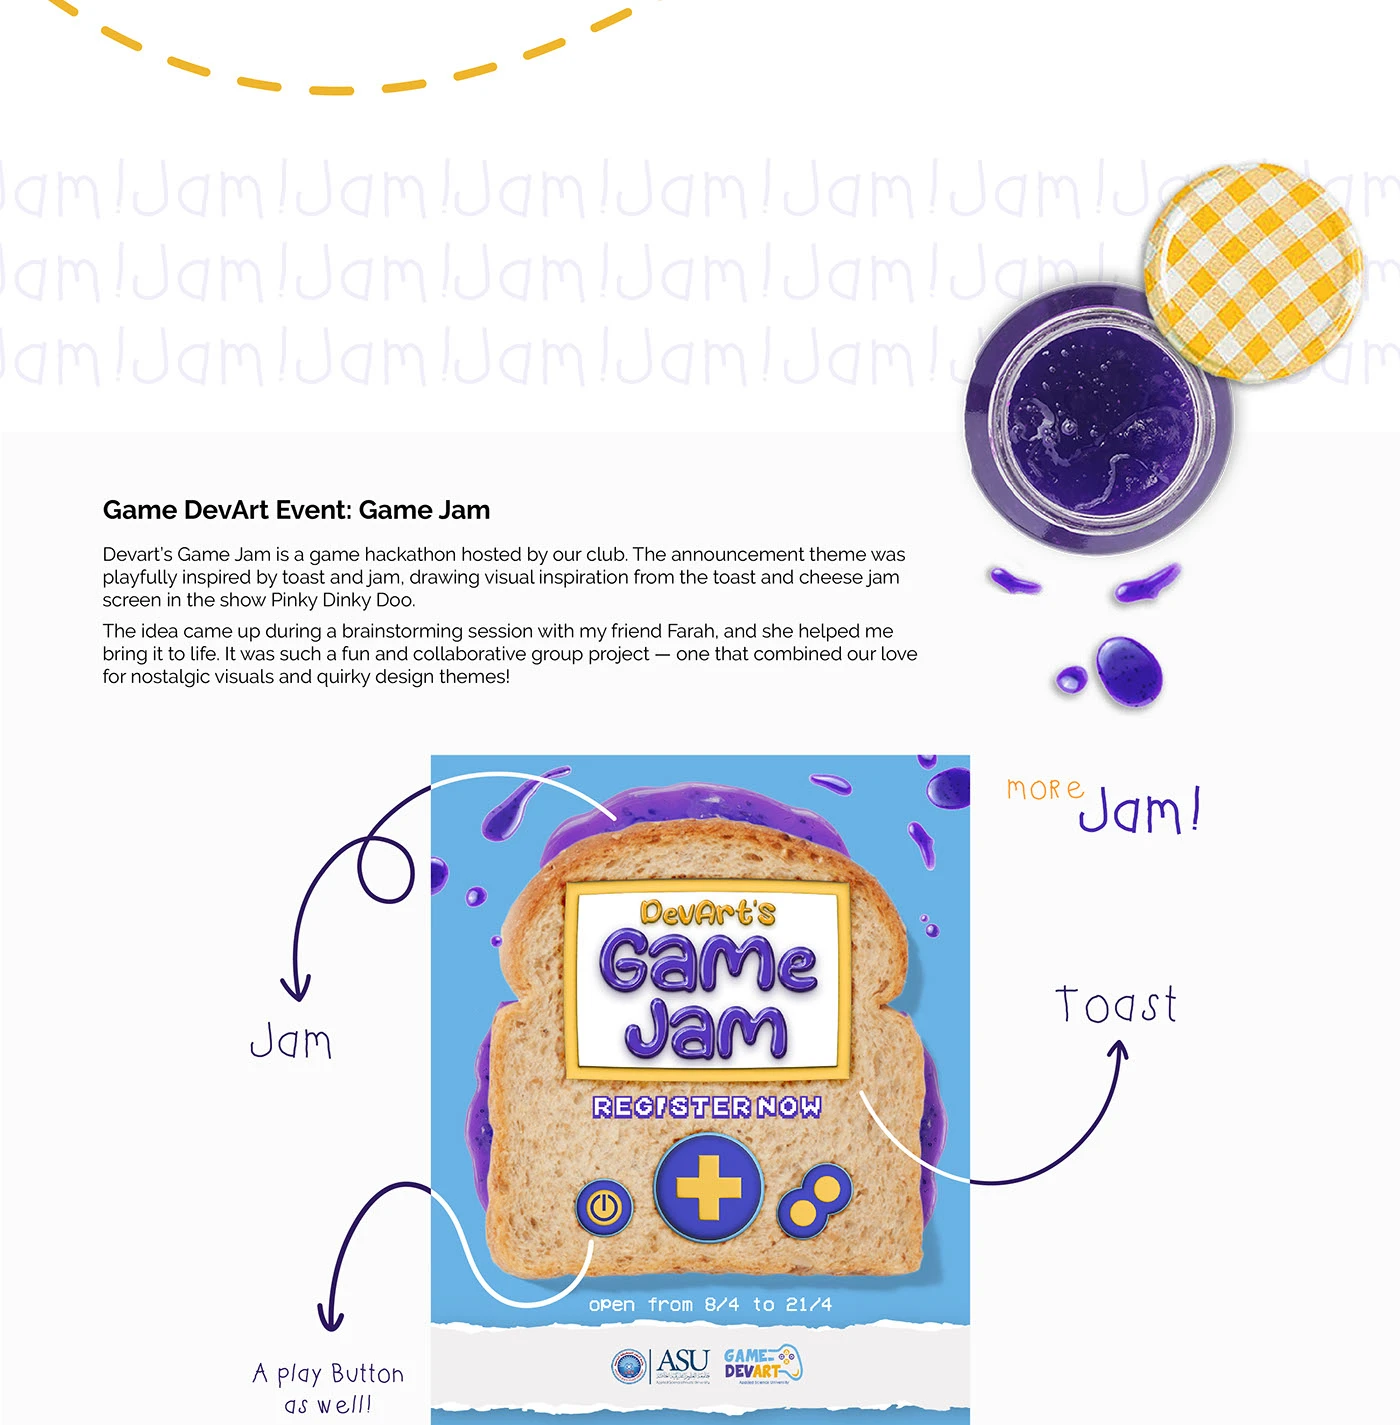 Jam!Jam!Jam!Jam!Jam!Jam!Jam!Jam!Jam
Jam!Jam!Jam!Jam!Jam!Jam!Jam
Jam!Jam!Jam!Jam!Jam!Jam!Jam
Game DevArt Event: Game Jam
Devart's Game Jam is a game hackathon hosted by our club. The announcement theme was
playfully inspired by toast and jam, drawing visual inspiration from the toast and cheese jam
screen in the show Pinky Dinky Doo.
The idea came up during a brainstorming session with my friend Farah, and she helped me
bring it to life. It was such a fun and collaborative group project — one that combined our love
for nostalgic visuals and quirky design themes!
more Jam!
DevArt's
Game
Jam
Toast
Jam
REGISTER NOW
open from 8/4 to 21/4
A play Button
as well!
ASU
GAME-
DEVART
Applied Science University